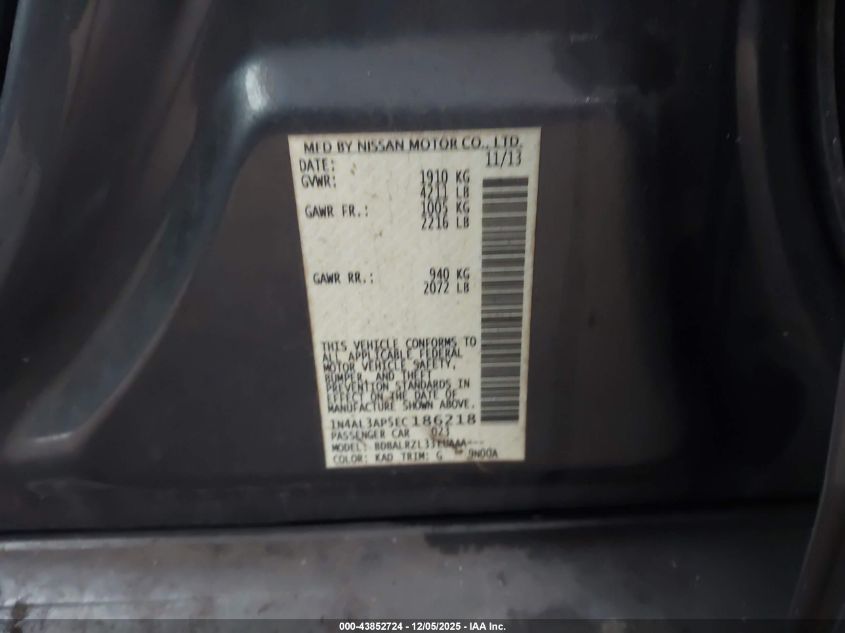 MFD BY NISSAN MOTOR CO., LTD.
DATE: 11/13
GVWR: 1910 KG
4211 LB
GAWR FR.: 1005 KG
2216 LB
GAWR RR.: 940 KG
2072 LB
THIS VEHICLE CONFORMS TO
ALL APPLICABLE FEDERAL
MOTOR VEHICLE SAFETY,
BUMPER, AND THEFT
PREVENTION STANDARDS IN
EFFECT ON THE DATE OF
MANUFACTURE SHOWN ABOVE.
1N4AL3AP5EC186218
PASSENGER CAR 023
MODEL:
COLOR: KAD TRIM: G 9N00A
000-43852724 - 12/05/2025 - IAA Inc.